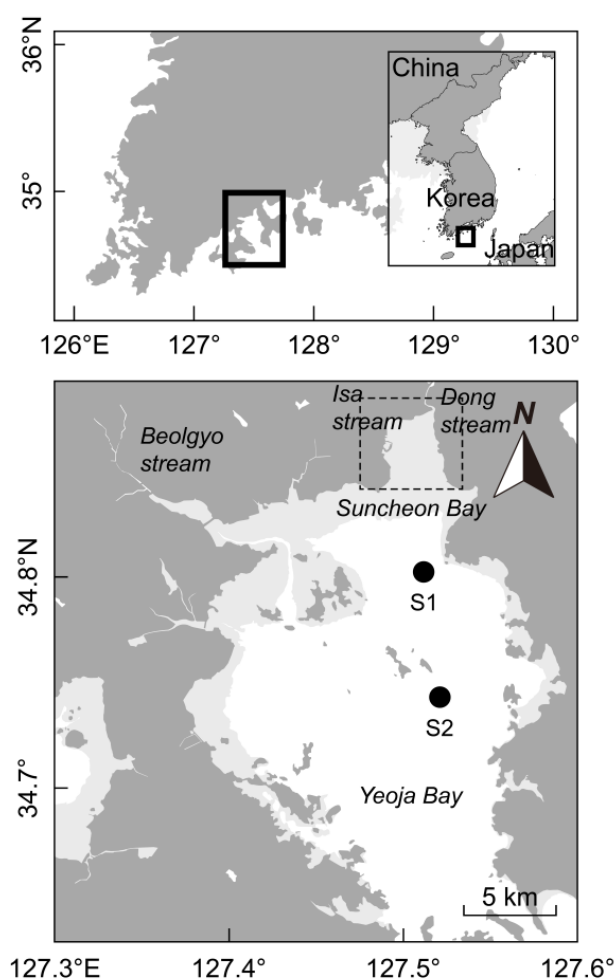 36°N
China
35°
Korea
Japan
126°E
127°
128°
129°
130°
Isa
stream
Dong
stream
N
Beolgyo
stream
Suncheon Bay
34.8°N
S1
S2
34.7°
Yeoja Bay
5 km
127.3°E
127.4°
127.5°
127.6°